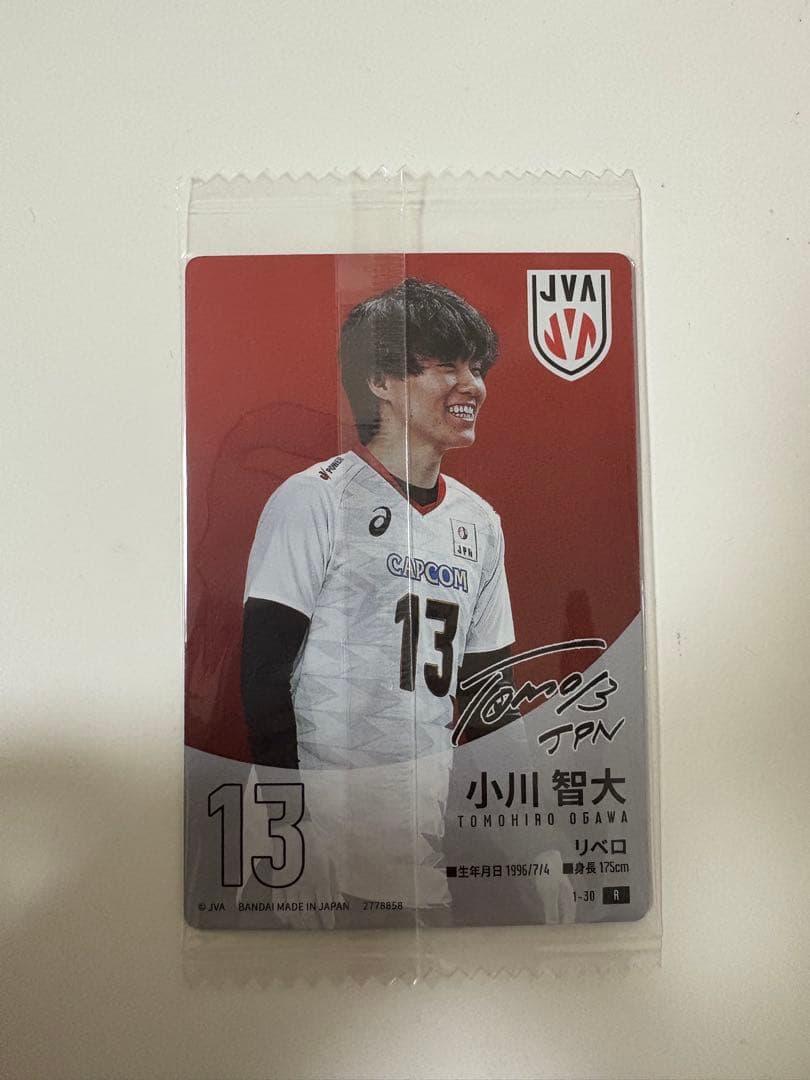 JVA
V POWER
JPN
CAPCOM
13
TOMO13
JPN
小川 智大
TOMOHIRO OGAWA
13
リベロ
■生年月日 1996/7/4 ■身長 175cm
1-30 R
© JVA BANDAI MADE IN JAPAN 2778858